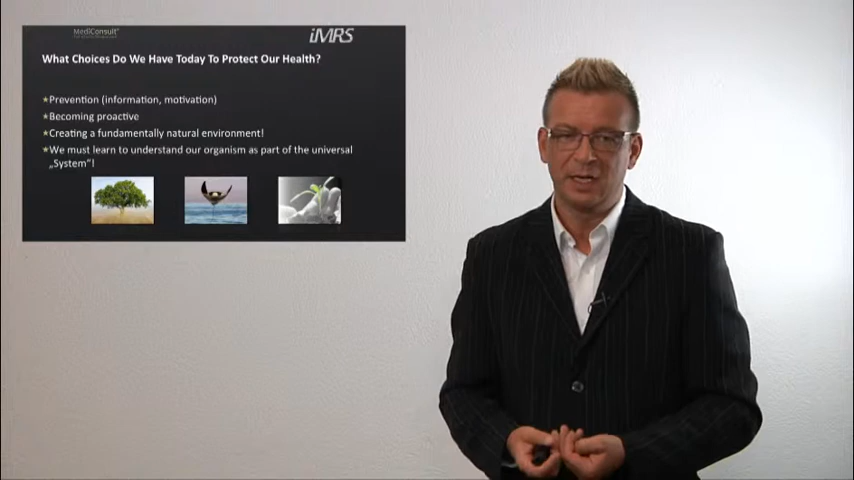 MediConsult
iMRS
What Choices Do We Have Today To Protect Our Health?
★Prevention (information, motivation)
★Becoming proactive
★Creating a fundamentally natural environment!
★We must learn to understand our organism as part of the universal
„System"!